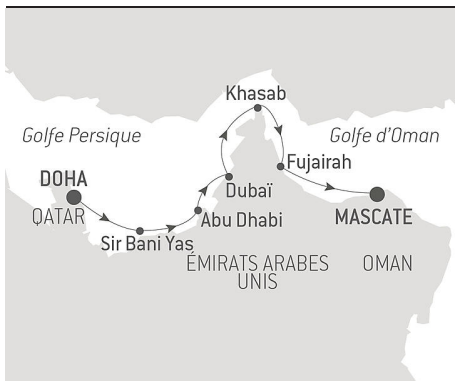 Khasab
Golfe Persique
Golfe d'Oman
Fujairah
DOHA
Dubaï
QATAR
Abu Dhabi
MASCATE
Sir Bani Yas
ÉMIRATS ARABES
UNIS
OMAN